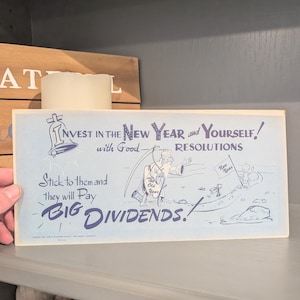 INVEST IN THE NEW YEAR and YOURSELF!
with Good RESOLUTIONS
Stick to them and
they will Pay
BIG DIVIDENDS!